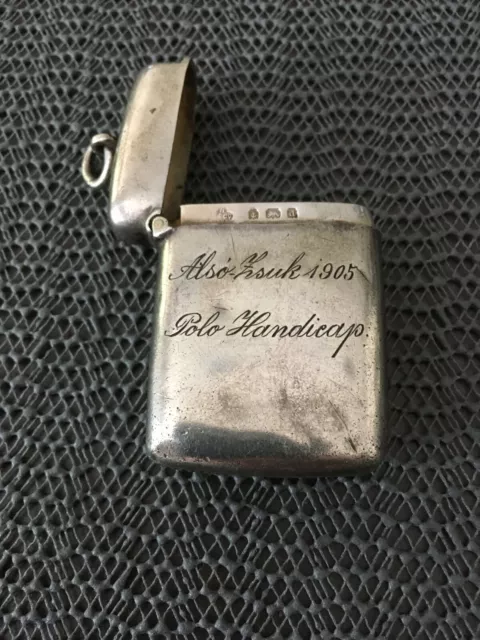 Alsó-Zsuk 1905
Polo Handicap.